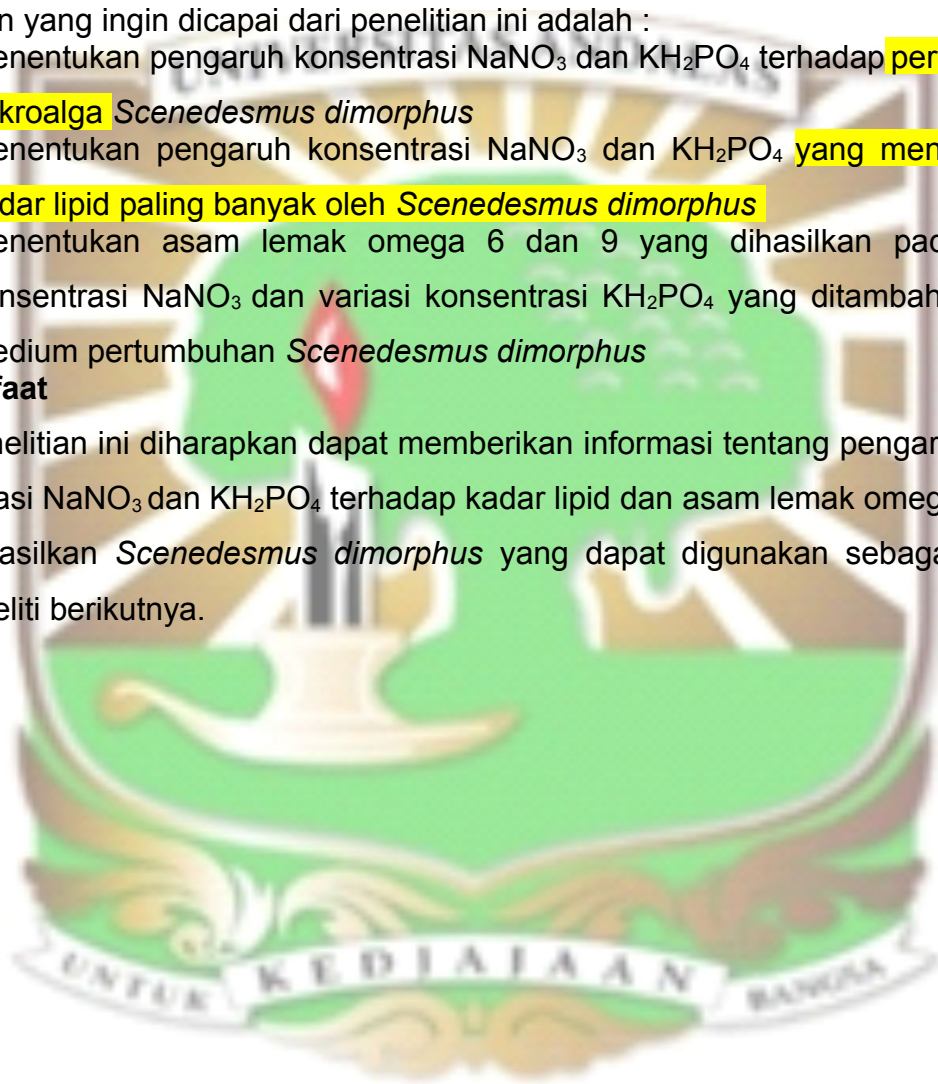 n yang ingin dicapai dari penelitian ini adalah :
enentukan pengaruh konsentrasi NaNO₃ dan KH₂PO₄ terhadap per
kroalga Scenedesmus dimorphus
enentukan pengaruh konsentrasi NaNO₃ dan KH₂PO₄ yang men
dar lipid paling banyak oleh Scenedesmus dimorphus
enentukan asam lemak omega 6 dan 9 yang dihasilkan pad
nsentrasi NaNO₃ dan variasi konsentrasi KH₂PO₄ yang ditambah
edium pertumbuhan Scenedesmus dimorphus
faat
nelitian ini diharapkan dapat memberikan informasi tentang pengar
asi NaNO₃ dan KH₂PO₄ terhadap kadar lipid dan asam lemak omeg
asilkan Scenedesmus dimorphus yang dapat digunakan sebaga
eliti berikutnya.
UNTUK KEDJAJAAN BANGSA